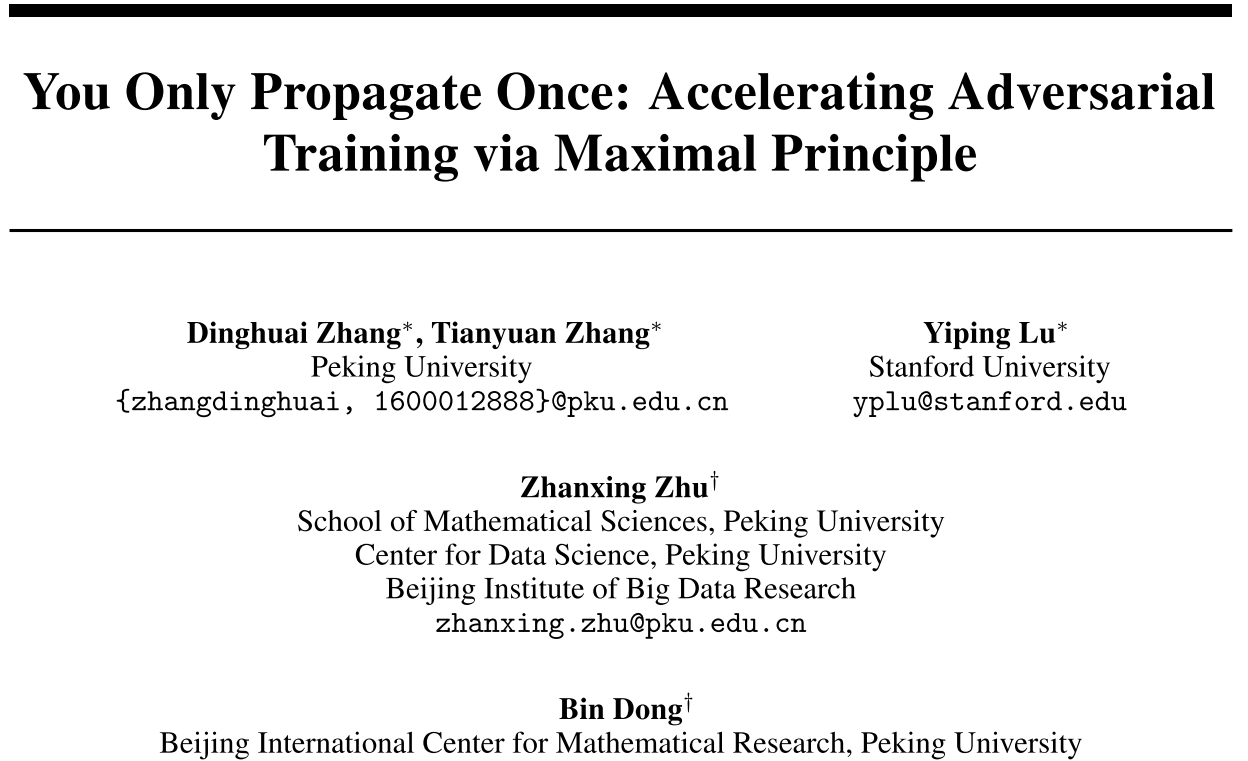 You Only Propagate Once: Accelerating Adversarial
Training via Maximal Principle
Dinghuai Zhang*, Tianyuan Zhang*
Peking University
{zhangdinghuai, 1600012888}@pku.edu.cn
Yiping Lu*
Stanford University
yplu@stanford.edu
Zhanxing Zhu†
School of Mathematical Sciences, Peking University
Center for Data Science, Peking University
Beijing Institute of Big Data Research
zhanxing.zhu@pku.edu.cn
Bin Dong†
Beijing International Center for Mathematical Research, Peking University